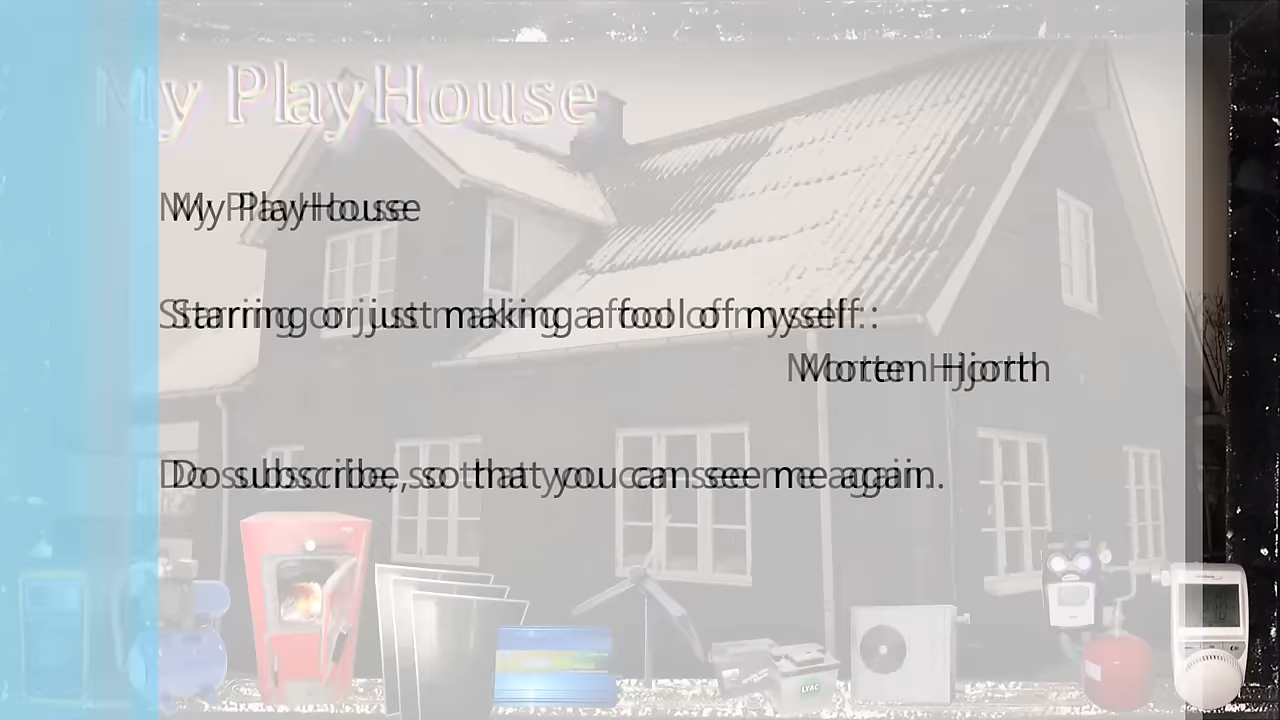 My PlayHouse
My PlayHouse
Starring or just making a fool of myself :
Morten Hjorth
Do subscribe, so that you can see me again.
LYAC